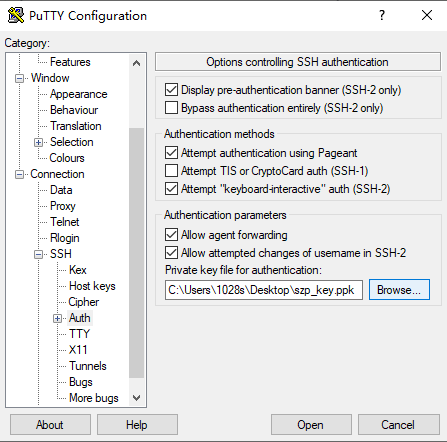 PuTTY Configuration
?
Category:
Features
Window
Appearance
Behaviour
Translation
Selection
Colours
Connection
Data
Proxy
Telnet
Rlogin
SSH
Kex
Host keys
Cipher
Auth
TTY
X11
Tunnels
Bugs
More bugs
Options controlling SSH authentication
Display pre-authentication banner (SSH-2 only)
Bypass authentication entirely (SSH-2 only)
Authentication methods
Attempt authentication using Pageant
Attempt TIS or CryptoCard auth (SSH-1)
Attempt "keyboard-interactive" auth (SSH-2)
Authentication parameters
Allow agent forwarding
Allow attempted changes of username in SSH-2
Private key file for authentication:
C:\Users\1028s\Desktop\szp_key.ppk
Browse...
About
Help
Open
Cancel